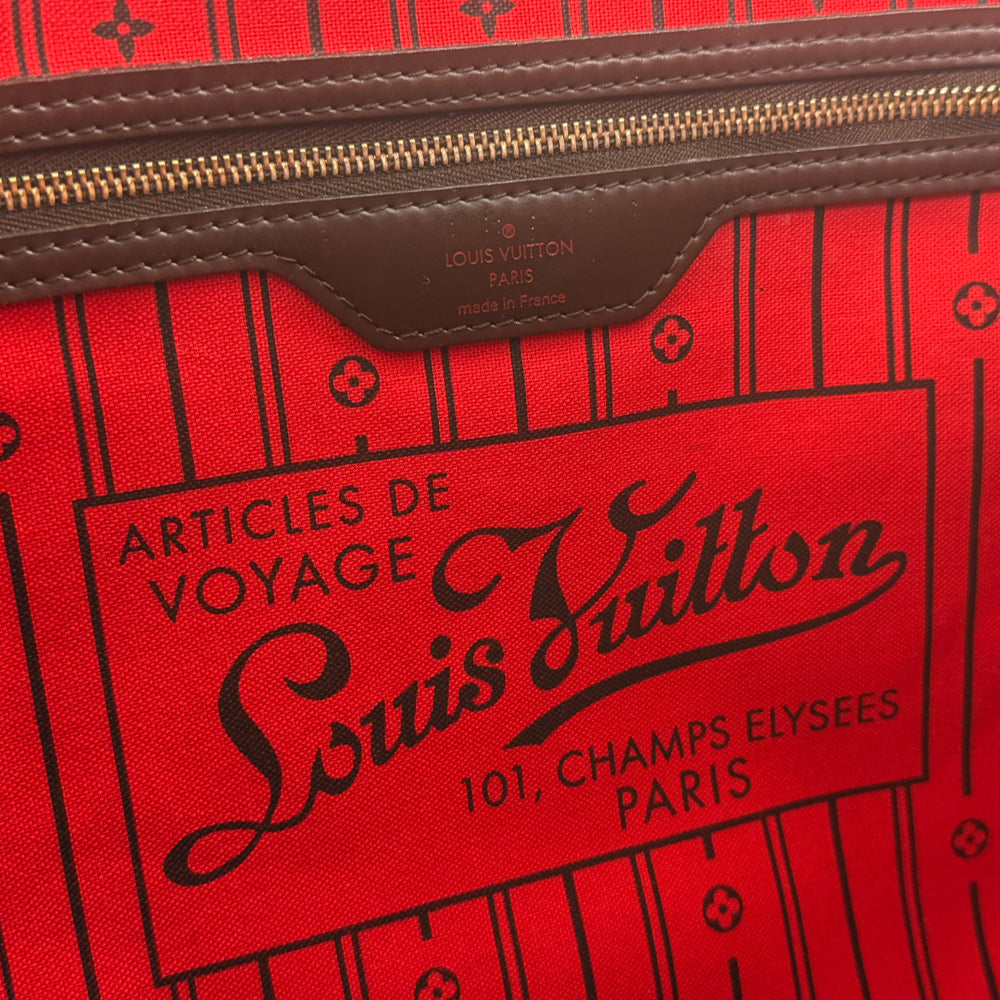 ®
LOUIS VUITTON
PARIS
made in France
ARTICLES DE
VOYAGE
Louis Vuitton
101, CHAMPS ELYSEES
PARIS